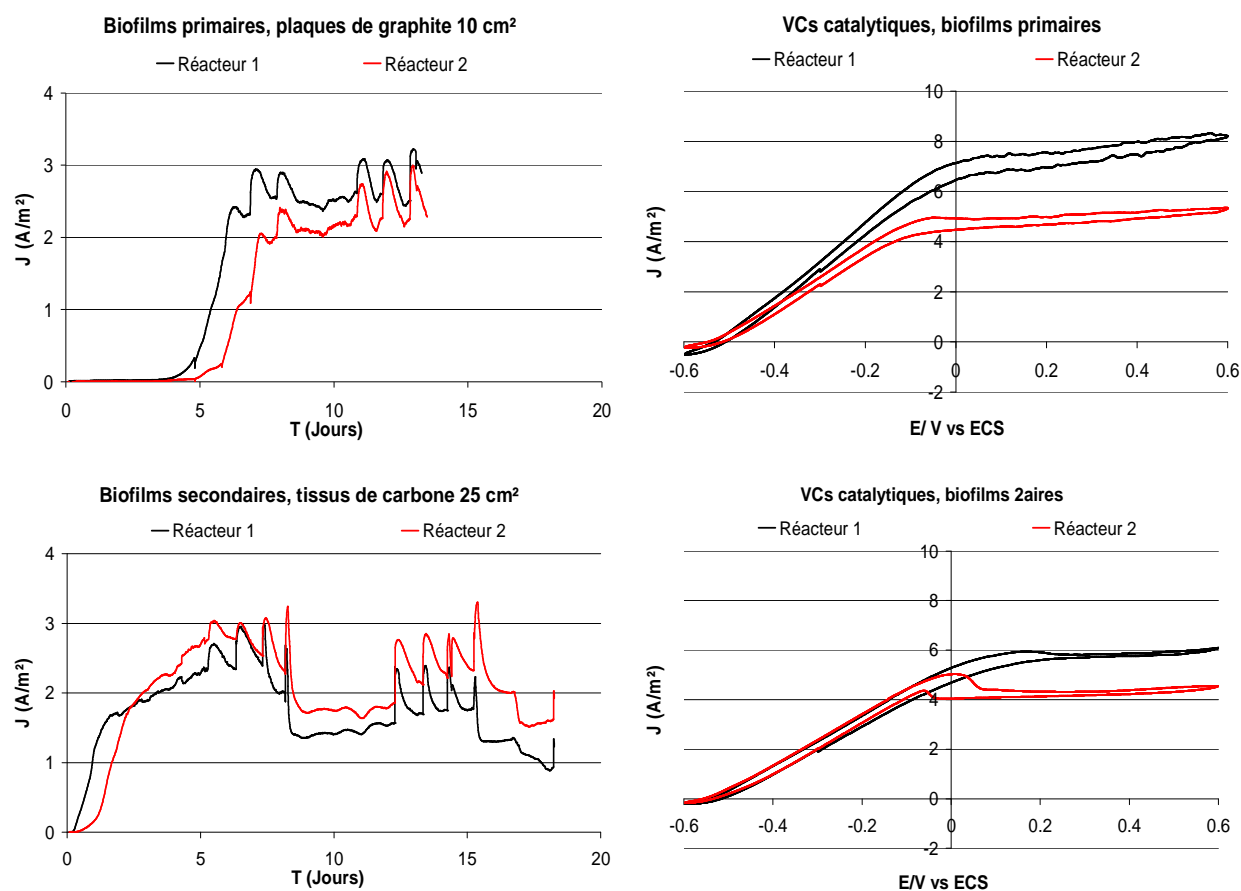 Biofilms primaires, plaques de graphite 10 cm²
Réacteur 1 Réacteur 2
4
3
2
1
0
J (A/m²)
0 5 10 15 20
T (Jours)
VCs catalytiques, biofilms primaires
Réacteur 1 Réacteur 2
10
8
6
4
2
0
-2
J (A/m²)
-0.6 -0.4 -0.2 0 0.2 0.4 0.6
E/ V vs ECS
Biofilms secondaires, tissus de carbone 25 cm²
Réacteur 1 Réacteur 2
4
3
2
1
0
J (A/m²)
0 5 10 15 20
T (Jours)
VCs catalytiques, biofilms 2aires
Réacteur 1 Réacteur 2
10
8
6
4
2
0
-2
J (A/m²)
-0.6 -0.4 -0.2 0 0.2 0.4 0.6
E/V vs ECS